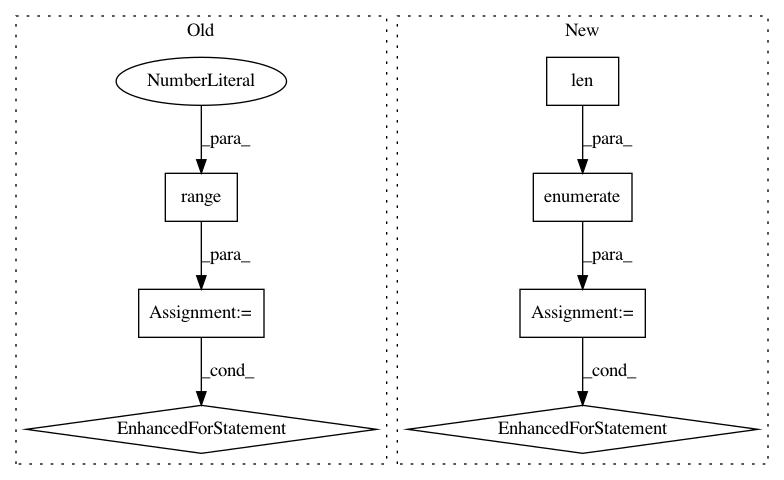 Old
New
NumberLiteral
len
_para_
_para_
range
enumerate
_para_
_para_
Assignment:=
Assignment:=
_cond_
_cond_
EnhancedForStatement
EnhancedForStatement